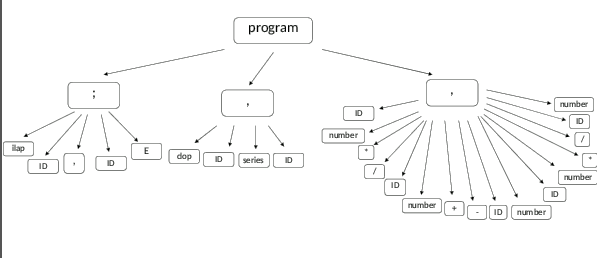 program
;
,
,
ilap
ID
,
ID
E
dop
ID
series
ID
ID
number
*
/
ID
number
+
-
ID
number
ID
number
*
/
ID
number